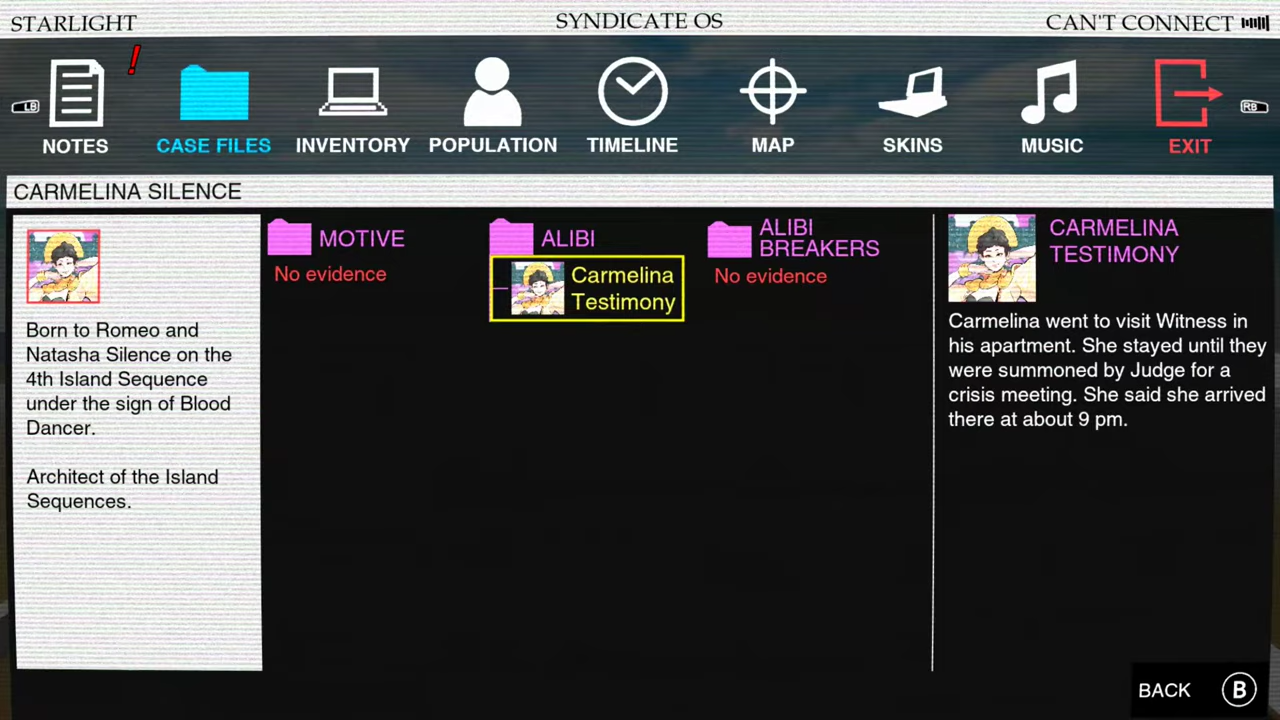 STARLIGHT
SYNDICATE OS
CAN'T CONNECT
!
LB
RB
NOTES
CASE FILES
INVENTORY
POPULATION
TIMELINE
MAP
SKINS
MUSIC
EXIT
CARMELINA SILENCE
Born to Romeo and
Natasha Silence on the
4th Island Sequence
under the sign of Blood
Dancer.
Architect of the Island
Sequences.
MOTIVE
No evidence
ALIBI
Carmelina
Testimony
ALIBI
BREAKERS
No evidence
CARMELINA
TESTIMONY
Carmelina went to visit Witness in
his apartment. She stayed until they
were summoned by Judge for a
crisis meeting. She said she arrived
there at about 9 pm.
BACK B